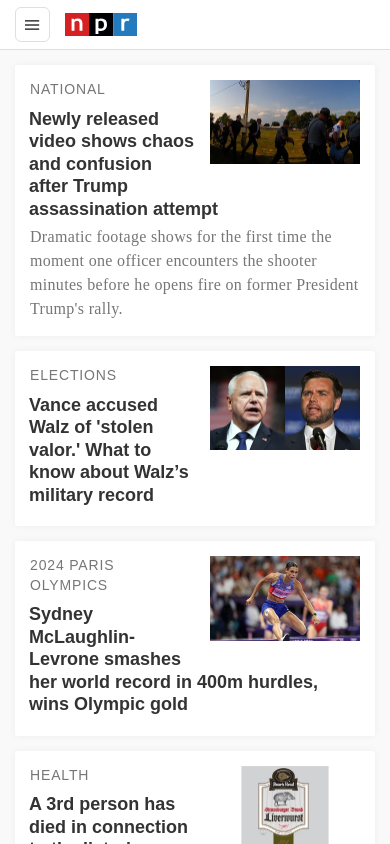 npr
NATIONAL
Newly released
video shows chaos
and confusion
after Trump
assassination attempt
Dramatic footage shows for the first time the
moment one officer encounters the shooter
minutes before he opens fire on former President
Trump's rally.
ELECTIONS
Vance accused
Walz of 'stolen
valor.' What to
know about Walz’s
military record
2024 PARIS
OLYMPICS
Sydney
McLaughlin-
Levrone smashes
her world record in 400m hurdles,
wins Olympic gold
HEALTH
A 3rd person has
died in connection
Boar's Head
Liverwurst